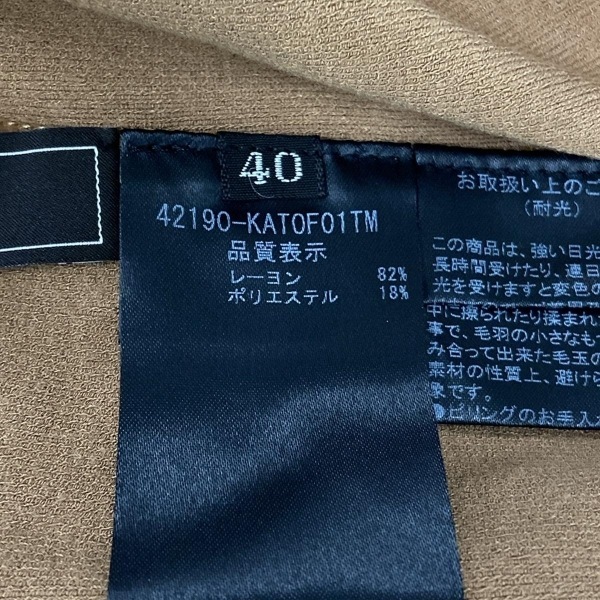 40
42190-KATOF01TM
品質表示
レーヨン 82%
ポリエステル 18%
お取扱い上のご
(耐光)
この商品は、強い日光
長時間受けたり、連日
光を受けますと変色の
中に擦られたり揉まれ
事で、毛羽の小さなも
み合って出来た毛玉の
素材の性質上、避けら
象です。
●ピリングのお手入